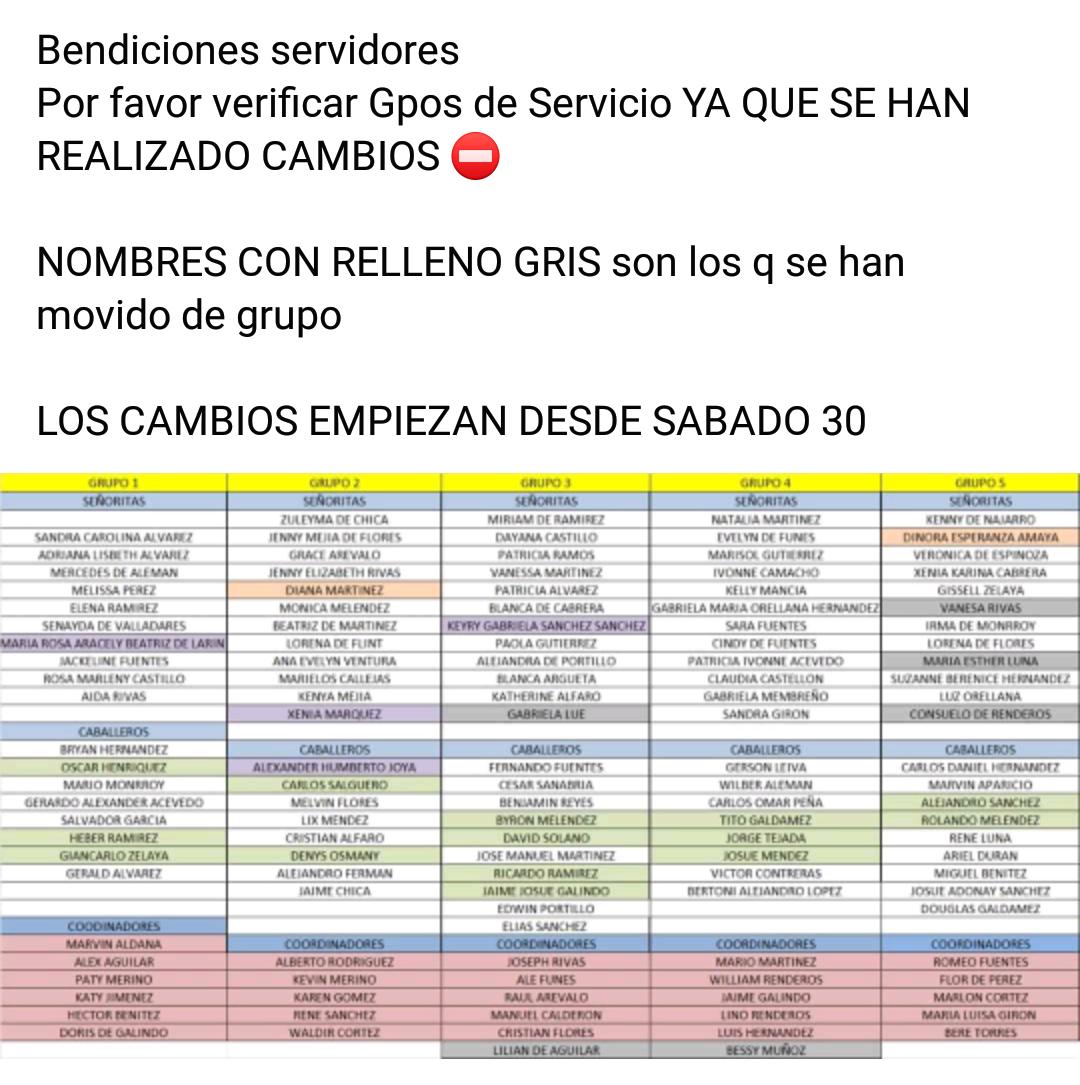 Bendiciones servidores
Por favor verificar Gpos de Servicio YA QUE SE HAN
REALIZADO CAMBIOS ⛔
NOMBRES CON RELLENO GRIS son los q se han
movido de grupo
LOS CAMBIOS EMPIEZAN DESDE SABADO 30
GRUPO 1 GRUPO 2 GRUPO 3 GRUPO 4 GRUPO 5
SEÑORITAS SEÑORITAS SEÑORITAS SEÑORITAS SEÑORITAS
ZULEYMA DE CHICA MIRIAM DE RAMIREZ NATALIA MARTINEZ KENNY DE NAJARRO
SANDRA CAROLINA ALVAREZ JENNY MEJIA DE FLORES DAYANA CASTILLO EVELYN DE FUNES DINORA ESPERANZA AMAYA
ADRIANA LISBETH ALVAREZ GRACE AREVALO PATRICIA RAMOS MARISOL GUTIERREZ VERONICA DE ESPINOZA
MERCEDES DE ALEMAN JENNY ELIZABETH RIVAS VANESSA MARTINEZ IVONNE CAMACHO XENIA KARINA CABRERA
MELISSA PEREZ DIANA MARTINEZ PATRICIA ALVAREZ KELLY MANCIA GISSELL ZELAYA
ELENA RAMIREZ MONICA MELENDEZ BLANCA DE CABRERA GABRIELA MARIA ORELLANA HERNANDEZ VANESA RIVAS
SENAYDA DE VALLADARES BEATRIZ DE MARTINEZ KEYRY GABRIELA SANCHEZ SANCHEZ SARA FUENTES IRMA DE MONRROY
MARIA ROSA ARACELY BEATRIZ DE LARIN LORENA DE FLINT PAOLA GUTIERREZ CINDY DE FUENTES LORENA DE FLORES
JACKELINE FUENTES ANA EVELYN VENTURA ALEJANDRA DE PORTILLO PATRICIA IVONNE ACEVEDO MARIA ESTHER LUNA
ROSA MARLENY CASTILLO MARIELOS CALLEJAS BLANCA ARGUETA CLAUDIA CASTELLON SUZANNE BERENICE HERNANDEZ
AIDA RIVAS KENYA MEJIA KATHERINE ALFARO GABRIELA MEMBREÑO LUZ ORELLANA
XENIA MARQUEZ GABRIELA LUE SANDRA GIRON CONSUELO DE RENDEROS
CABALLEROS
BRYAN HERNANDEZ CABALLEROS CABALLEROS CABALLEROS CABALLEROS
OSCAR HENRIQUEZ ALEXANDER HUMBERTO JOYA FERNANDO FUENTES GERSON LEIVA CARLOS DANIEL HERNANDEZ
MARIO MONRROY CARLOS SALGUERO CESAR SANABRIA WILBER ALEMAN MARVIN APARICIO
GERARDO ALEXANDER ACEVEDO MELVIN FLORES BENJAMIN REYES CARLOS OMAR PEÑA ALEJANDRO SANCHEZ
SALVADOR GARCIA LIX MENDEZ BYRON MELENDEZ TITO GALDAMEZ ROLANDO MELENDEZ
HEBER RAMIREZ CRISTIAN ALFARO DAVID SOLANO JORGE TEJADA RENE LUNA
GIANCARLO ZELAYA DENYS OSMANY JOSE MANUEL MARTINEZ JOSUE MENDEZ ARIEL DURAN
GERALD ALVAREZ ALEJANDRO FERMAN RICARDO RAMIREZ VICTOR CONTRERAS MIGUEL BENITEZ
JAIME CHICA JAIME JOSUE GALINDO BERTONI ALEJANDRO LOPEZ JOSUE ADONAY SANCHEZ
EDWIN PORTILLO DOUGLAS GALDAMEZ
COODINADORES ELIAS SANCHEZ
MARVIN ALDANA COORDINADORES COORDINADORES COORDINADORES COORDINADORES
ALEX AGUILAR ALBERTO RODRIGUEZ JOSEPH RIVAS MARIO MARTINEZ ROMEO FUENTES
PATY MERINO KEVIN MERINO ALE FUNES WILLIAM RENDEROS FLOR DE PEREZ
KATY JIMENEZ KAREN GOMEZ RAUL AREVALO JAIME GALINDO MARLON CORTEZ
HECTOR BENITEZ RENE SANCHEZ MANUEL CALDERON LINO RENDEROS MARIA LUISA GIRON
DORIS DE GALINDO WALDIR CORTEZ CRISTIAN FLORES LUIS HERNANDEZ BERE TORRES
LILIAN DE AGUILAR BESSY MUÑOZ